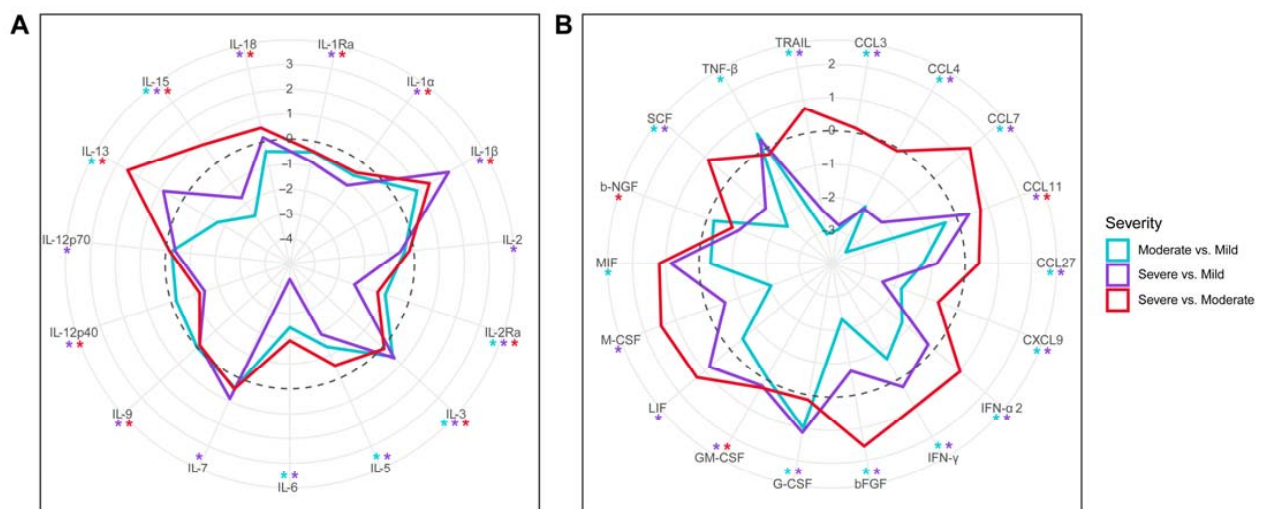 A
IL-18
* *
IL-1Ra
* *
IL-1α
* *
IL-1β
* *
IL-2
*
IL-2Ra
* * *
IL-3
* * *
IL-5
* *
IL-6
* *
IL-7
*
IL-9
* *
IL-12p40
* *
IL-12p70
*
IL-13
* *
IL-15
* * *
3
2
1
0
-1
-2
-3
-4
B
TRAIL
* *
CCL3
* *
CCL4
* *
CCL7
* *
CCL11
* *
CCL27
* *
CXCL9
* *
IFN-α 2
* *
IFN-γ
* *
bFGF
* *
G-CSF
* *
GM-CSF
* *
LIF
*
M-CSF
*
MIF
*
b-NGF
*
SCF
* *
TNF-β
*
2
1
0
-1
-2
-3
Severity
Moderate vs. Mild
Severe vs. Mild
Severe vs. Moderate